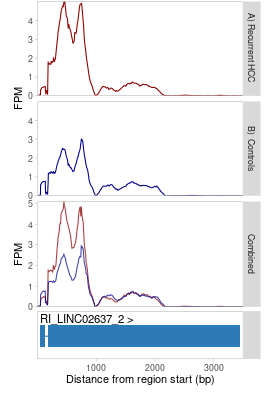 4
3
2
1
0
FPM
A) Recurrent HCC
4
3
2
1
0
FPM
B) Controls
5
4
3
2
1
0
FPM
Combined
RI_LINC02637_2 >
1000 2000 3000
Distance from region start (bp)